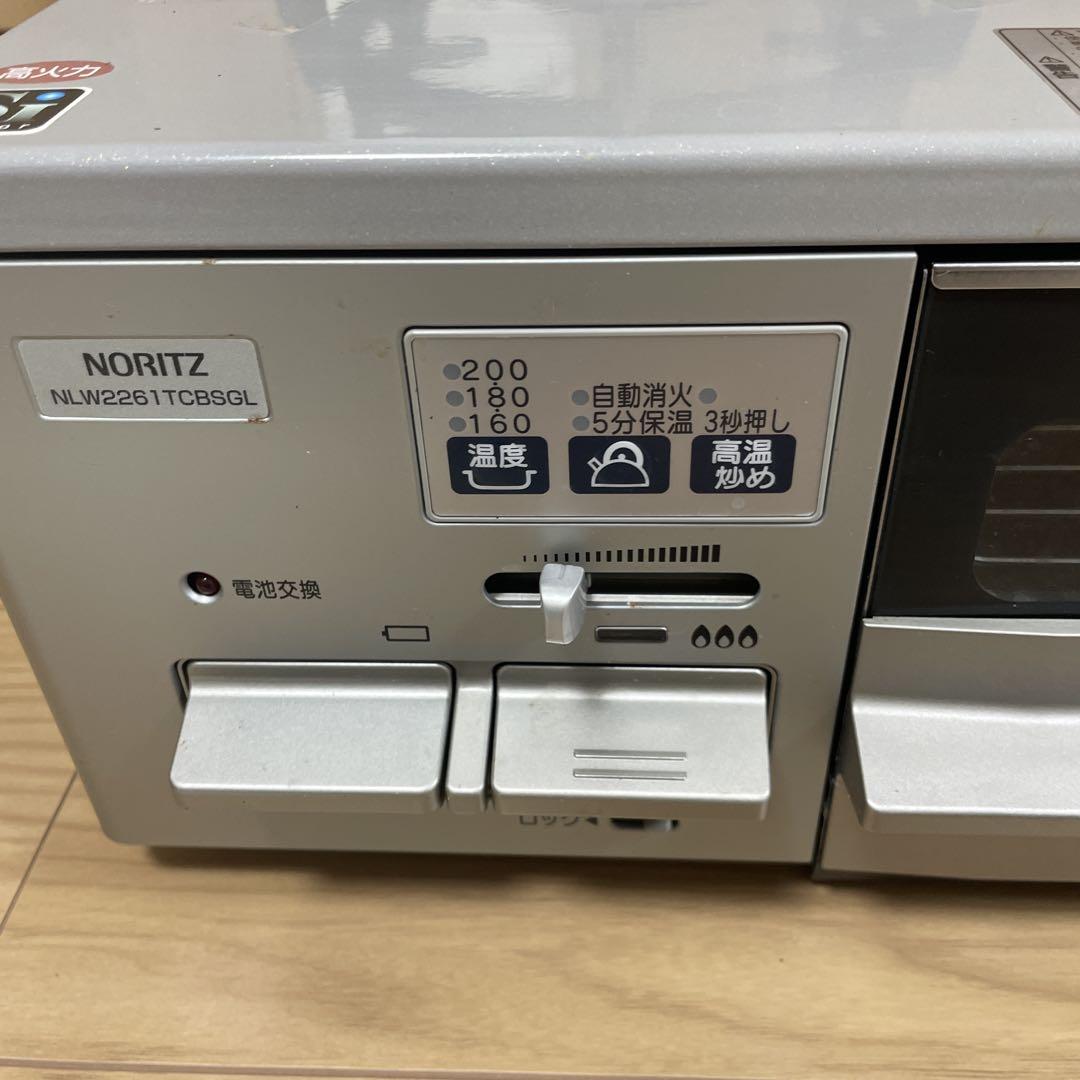 高火力
Si
NORITZ
NLW2261TCBSGL
200
180
160
自動消火
5分保温 3秒押し
温度
高温
炒め
電池交換
ロック